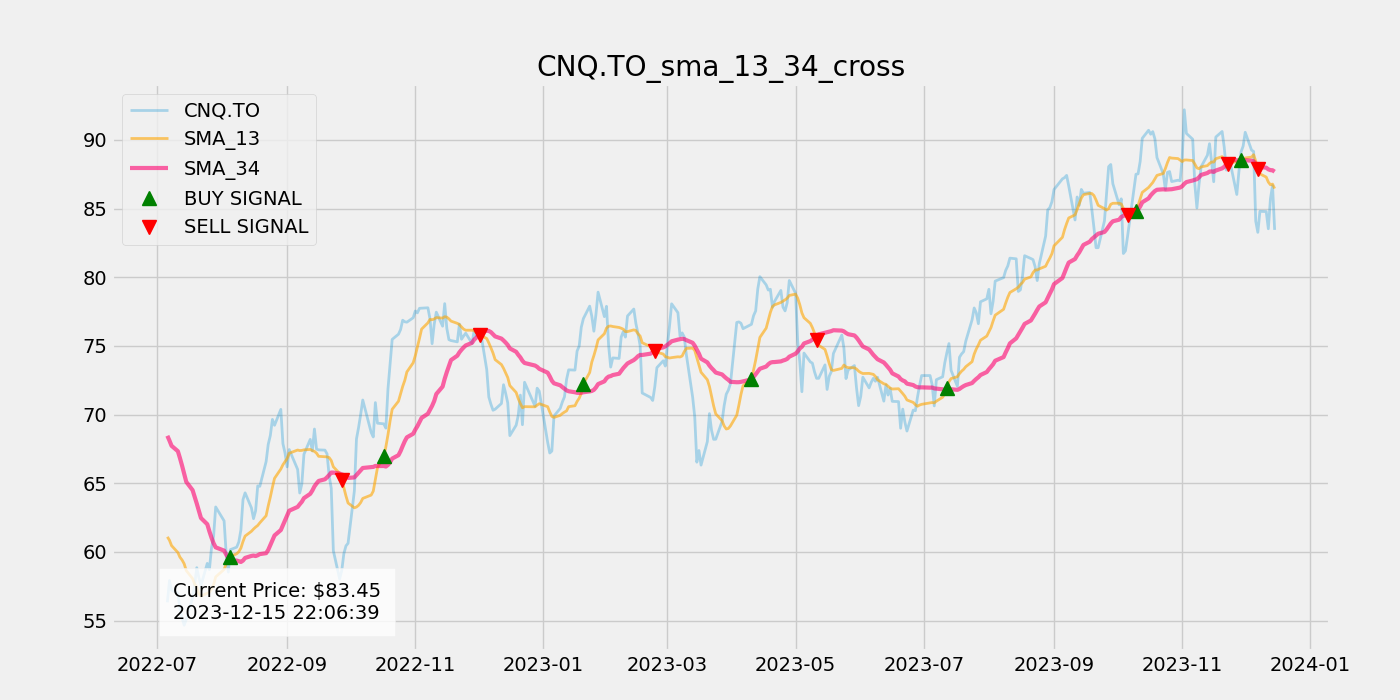 CNQ.TO_sma_13_34_cross
CNQ.TO
SMA_13
SMA_34
BUY SIGNAL
SELL SIGNAL
90
85
80
75
70
65
60
55
Current Price: $83.45
2023-12-15 22:06:39
2022-07 2022-09 2022-11 2023-01 2023-03 2023-05 2023-07 2023-09 2023-11 2024-01